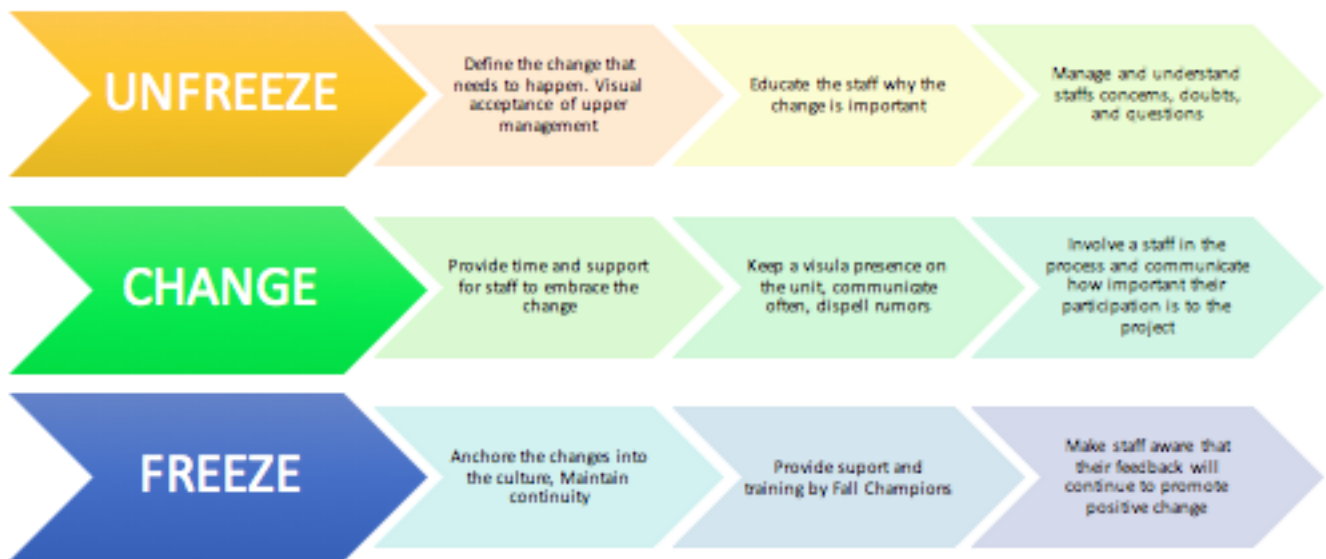 UNFREEZE
Define the change that
needs to happen. Visual
acceptance of upper
management
Educate the staff why the
change is important
Manage and understand
staffs concerns, doubts,
and questions
CHANGE
Provide time and support
for staff to embrace the
change
Keep a visula presence on
the unit, communicate
often, dispell rumors
Involve a staff in the
process and communicate
how important their
participation is to the
project
FREEZE
Anchore the changes into
the culture, Maintain
continuity
Provide suport and
training by Fall Champions
Make staff aware that
their feedback will
continue to promote
positive change